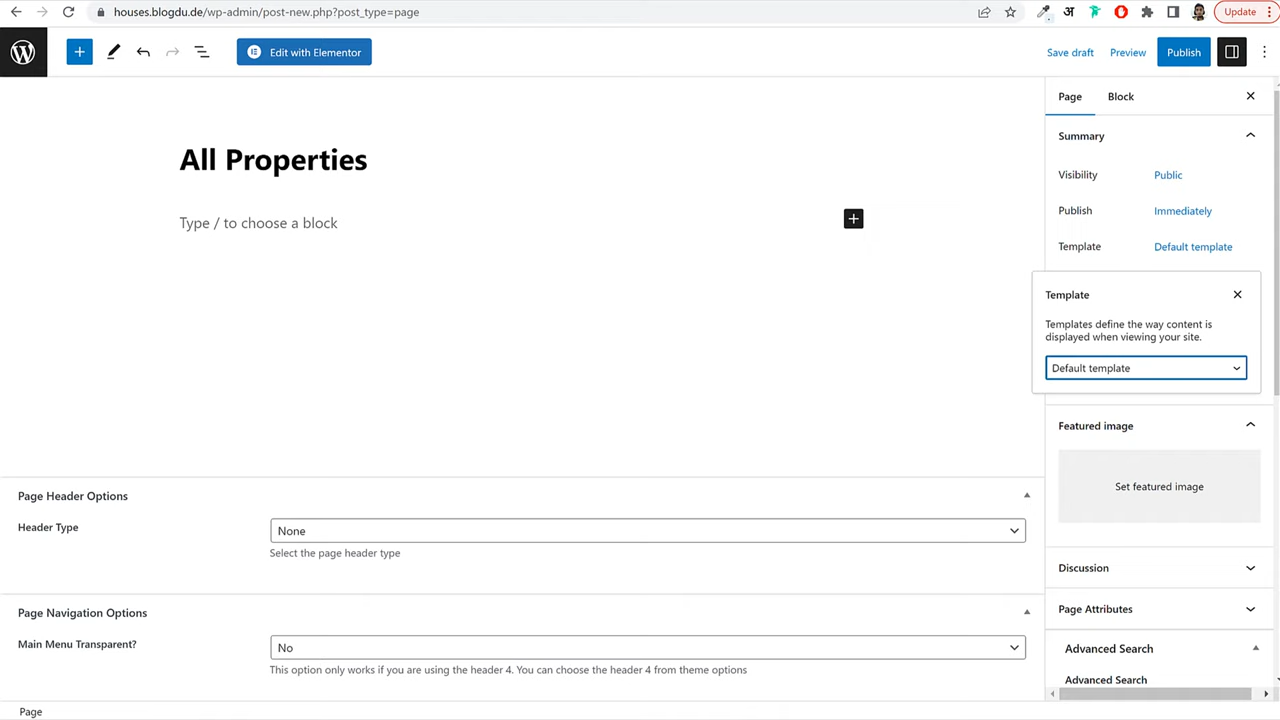 houses.blogdu.de/wp-admin/post-new.php?post_type=page
अ
Update
Edit with Elementor
Save draft
Preview
Publish
All Properties
Type / to choose a block
Page
Block
Summary
Visibility
Public
Publish
Immediately
Template
Default template
Template
Templates define the way content is
displayed when viewing your site.
Default template
Featured image
Set featured image
Discussion
Page Attributes
Advanced Search
Advanced Search
Page Header Options
Header Type
None
Select the page header type
Page Navigation Options
Main Menu Transparent?
No
This option only works if you are using the header 4. You can choose the header 4 from theme options
Page